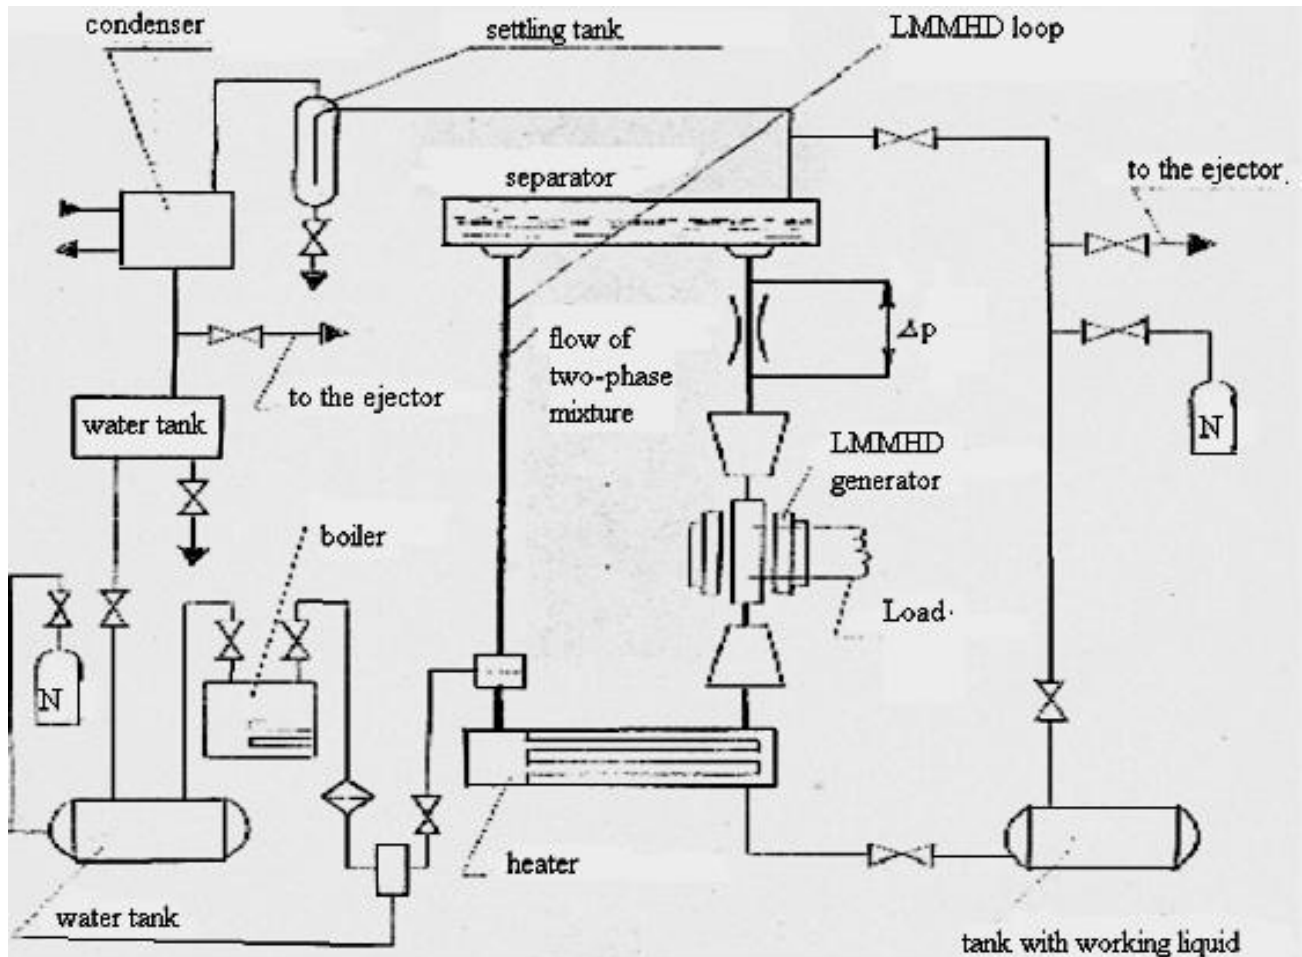 condenser
settling tank
LMMHD loop
to the ejector
separator
flow of
two-phase
mixture
Δp
to the ejector
water tank
LMMHD
generator
N
boiler
Load
N
heater
water tank
tank with working liquid